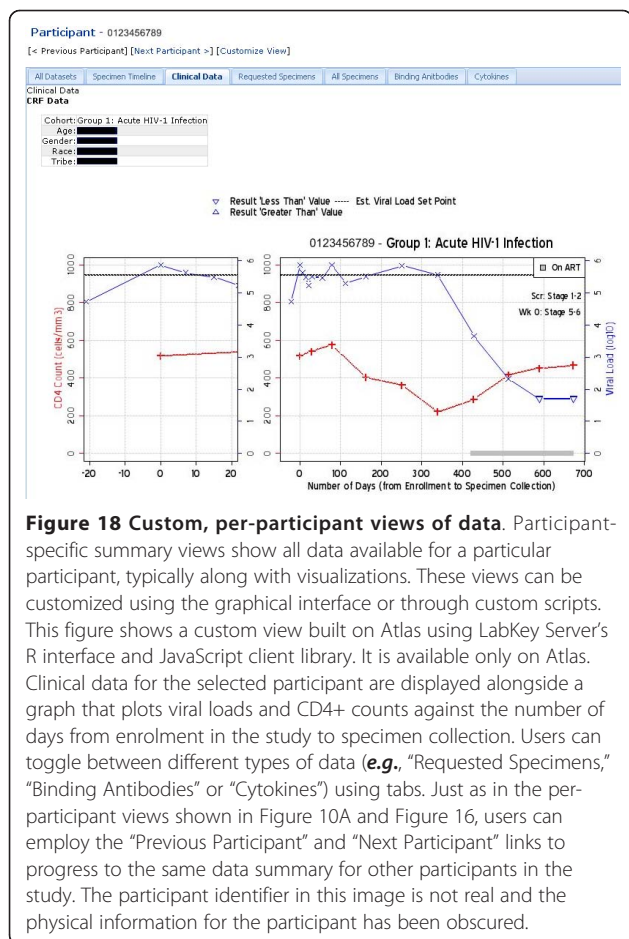 Participant - 0123456789
[< Previous Participant] [Next Participant >] [Customize View]
All Datasets Specimen Timeline Clinical Data Requested Specimens All Specimens Binding Anitbodies Cytokines
Clinical Data
CRF Data
Cohort: Group 1: Acute HIV-1 Infection
Age:
Gender:
Race:
Tribe:
Result 'Less Than' Value ----- Est. Viral Load Set Point
Result 'Greater Than' Value
0123456789 - Group 1: Acute HIV-1 Infection
On ART
Scr: Stage 1-2
Wk 0: Stage 5-6
CD4 Count (cells/mm3)
0 200 400 600 800 1000
0 1 2 3 4 5 6
-20 -10 0 10 20
0 200 400 600 800 1000
0 1 2 3 4 5 6
Viral Load (log10)
0 100 200 300 400 500 600 700
Number of Days (from Enrollment to Specimen Collection)
Figure 18 Custom, per-participant views of data. Participant-
specific summary views show all data available for a particular
participant, typically along with visualizations. These views can be
customized using the graphical interface or through custom scripts.
This figure shows a custom view built on Atlas using LabKey Server's
R interface and JavaScript client library. It is available only on Atlas.
Clinical data for the selected participant are displayed alongside a
graph that plots viral loads and CD4+ counts against the number of
days from enrolment in the study to specimen collection. Users can
toggle between different types of data (e.g., "Requested Specimens,"
"Binding Antibodies" or "Cytokines") using tabs. Just as in the per-
participant views shown in Figure 10A and Figure 16, users can
employ the "Previous Participant" and "Next Participant" links to
progress to the same data summary for other participants in the
study. The participant identifier in this image is not real and the
physical information for the participant has been obscured.